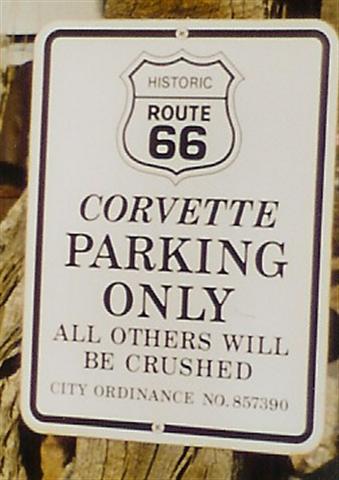 HISTORIC
ROUTE
66
CORVETTE
PARKING
ONLY
ALL OTHERS WILL
BE CRUSHED
CITY ORDINANCE NO. 857390